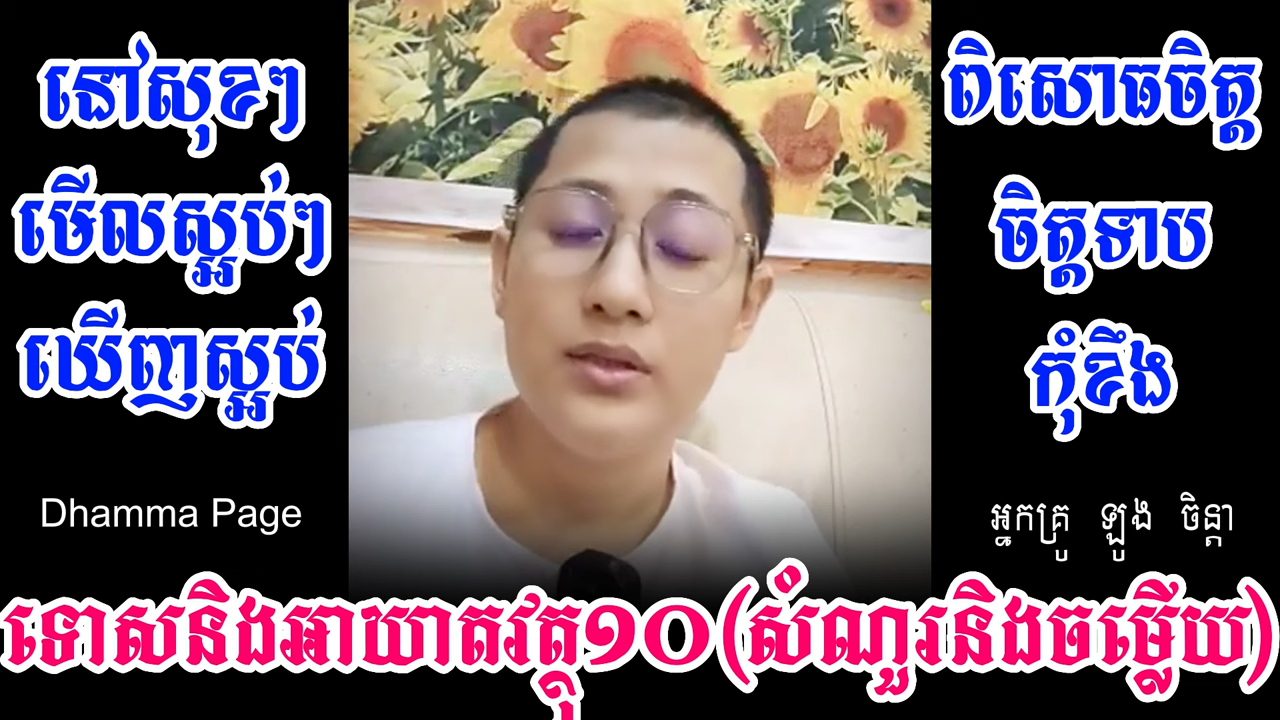 នៅសុខៗ
មើលស្អប់ៗ
ឃើញស្អប់
Dhamma Page
ពិសោធចិត្ត
ចិត្តទាប
កុំខឹង
អ្នកគ្រូ ឡូង ចិន្តា
ទោសនិងអាឃាតវត្ថុ១០(សំណួរនិងចម្លើយ)